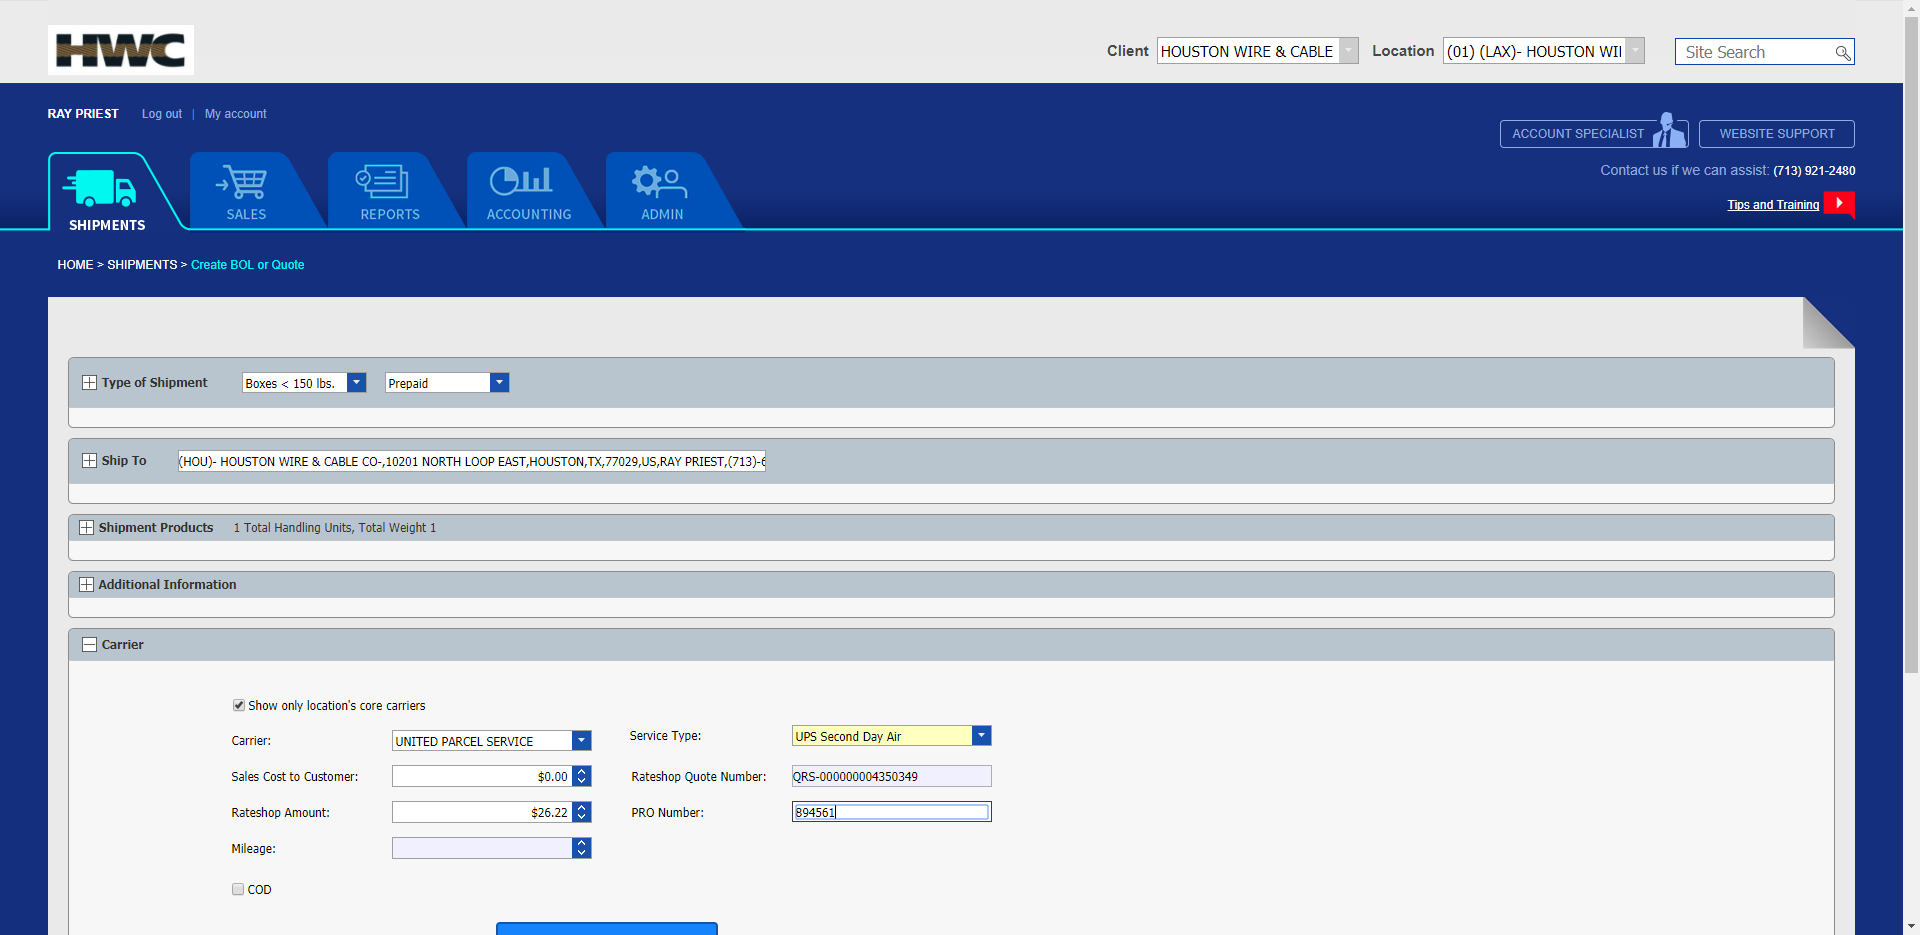 HWC
Client HOUSTON WIRE & CABLE Location (01) (LAX)- HOUSTON WII Site Search
RAY PRIEST Log out | My account
ACCOUNT SPECIALIST WEBSITE SUPPORT
Contact us if we can assist: (713) 921-2480
Tips and Training
SHIPMENTS SALES REPORTS ACCOUNTING ADMIN
HOME > SHIPMENTS > Create BOL or Quote
Type of Shipment Boxes < 150 lbs. Prepaid
Ship To (HOU)- HOUSTON WIRE & CABLE CO-,10201 NORTH LOOP EAST,HOUSTON,TX,77029,US,RAY PRIEST,(713)-6
Shipment Products 1 Total Handling Units, Total Weight 1
Additional Information
Carrier
Show only location's core carriers
Carrier: UNITED PARCEL SERVICE Service Type: UPS Second Day Air
Sales Cost to Customer: $0.00 Rateshop Quote Number: QRS-000000004350349
Rateshop Amount: $26.22 PRO Number: 894561
Mileage:
COD